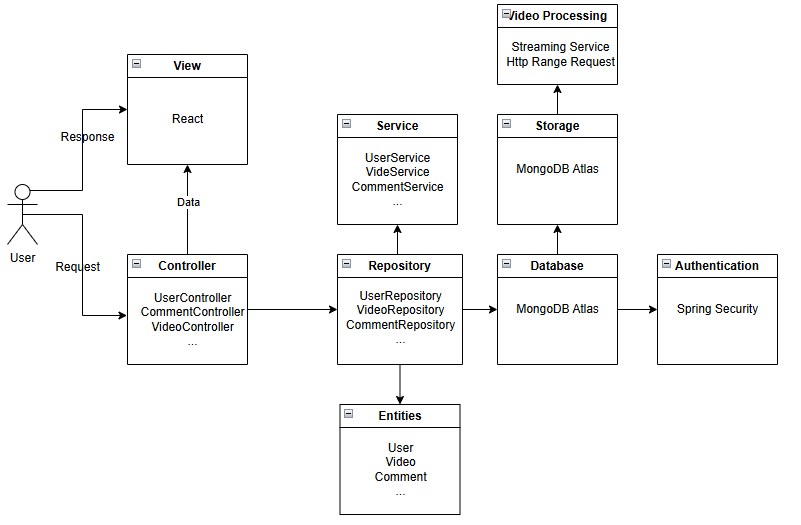 Video Processing
Streaming Service
Http Range Request
View
React
Response
Service
UserService
VideService
CommentService
...
Storage
MongoDB Atlas
Data
User
Request
Controller
UserController
CommentController
VideoController
...
Repository
UserRepository
VideoRepository
CommentRepository
...
Database
MongoDB Atlas
Authentication
Spring Security
Entities
User
Video
Comment
...